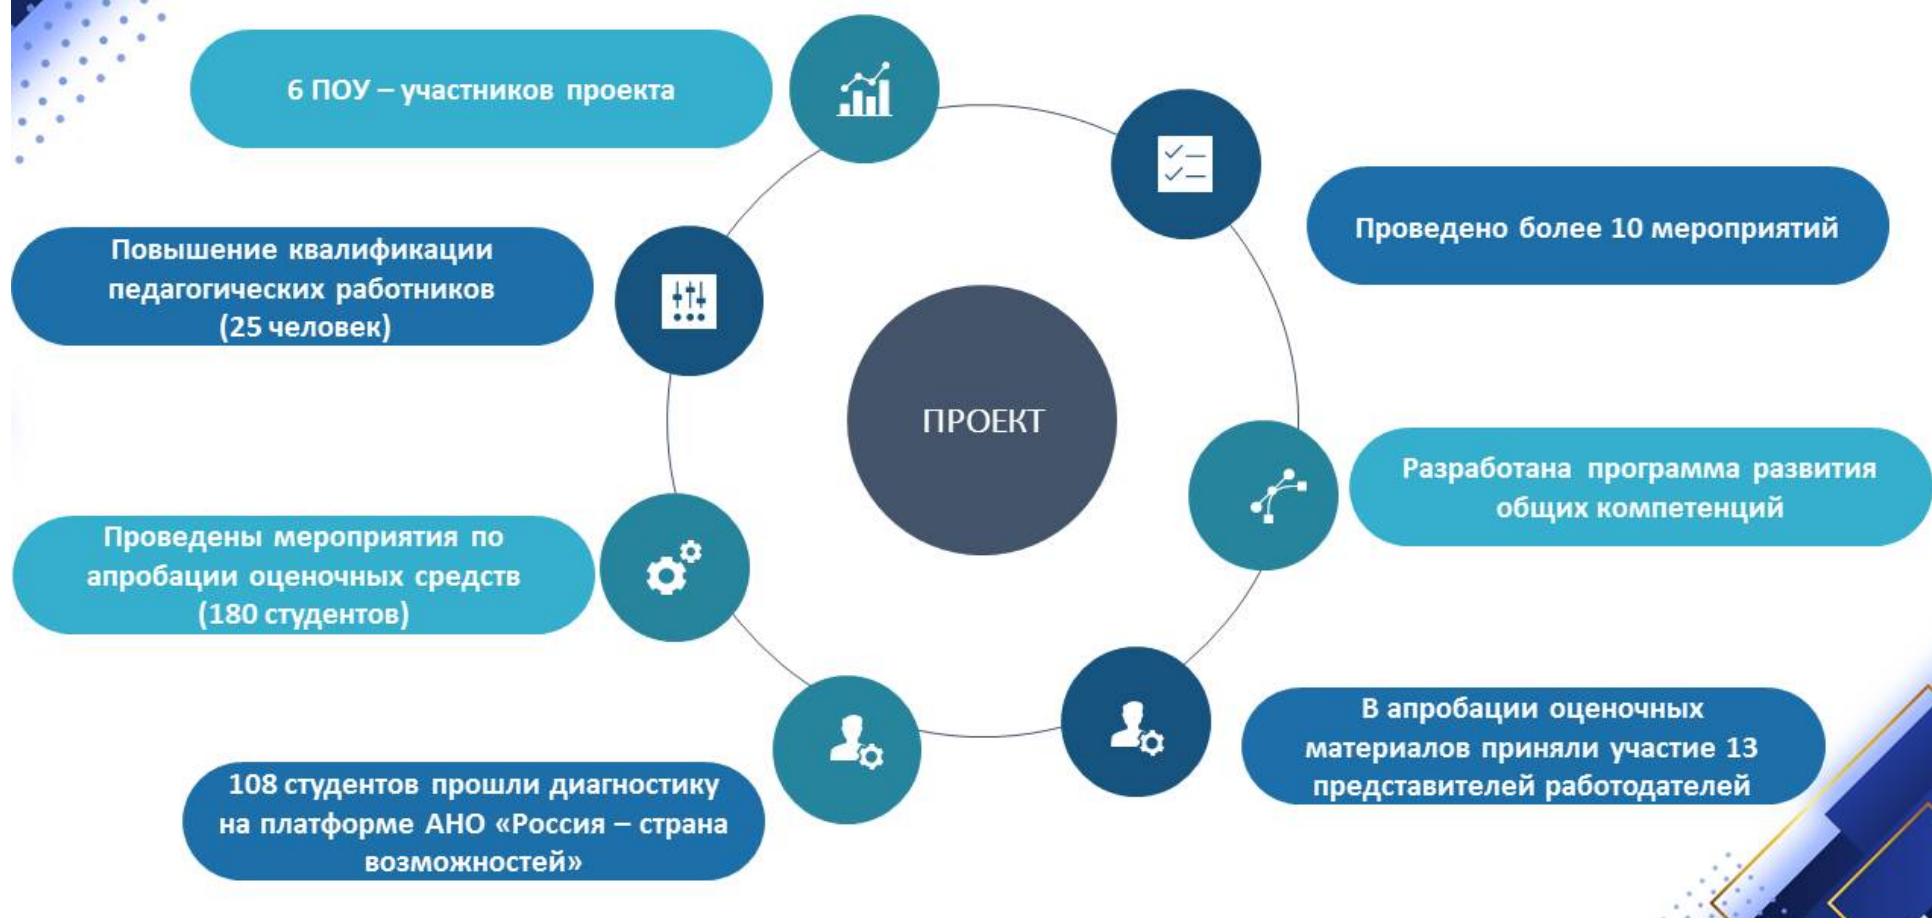 6 ПОУ – участников проекта
Проведено более 10 мероприятий
Повышение квалификации
педагогических работников
(25 человек)
ПРОЕКТ
Разработана программа развития
общих компетенций
Проведены мероприятия по
апробации оценочных средств
(180 студентов)
В апробации оценочных
материалов приняли участие 13
представителей работодателей
108 студентов прошли диагностику
на платформе АНО «Россия – страна
возможностей»